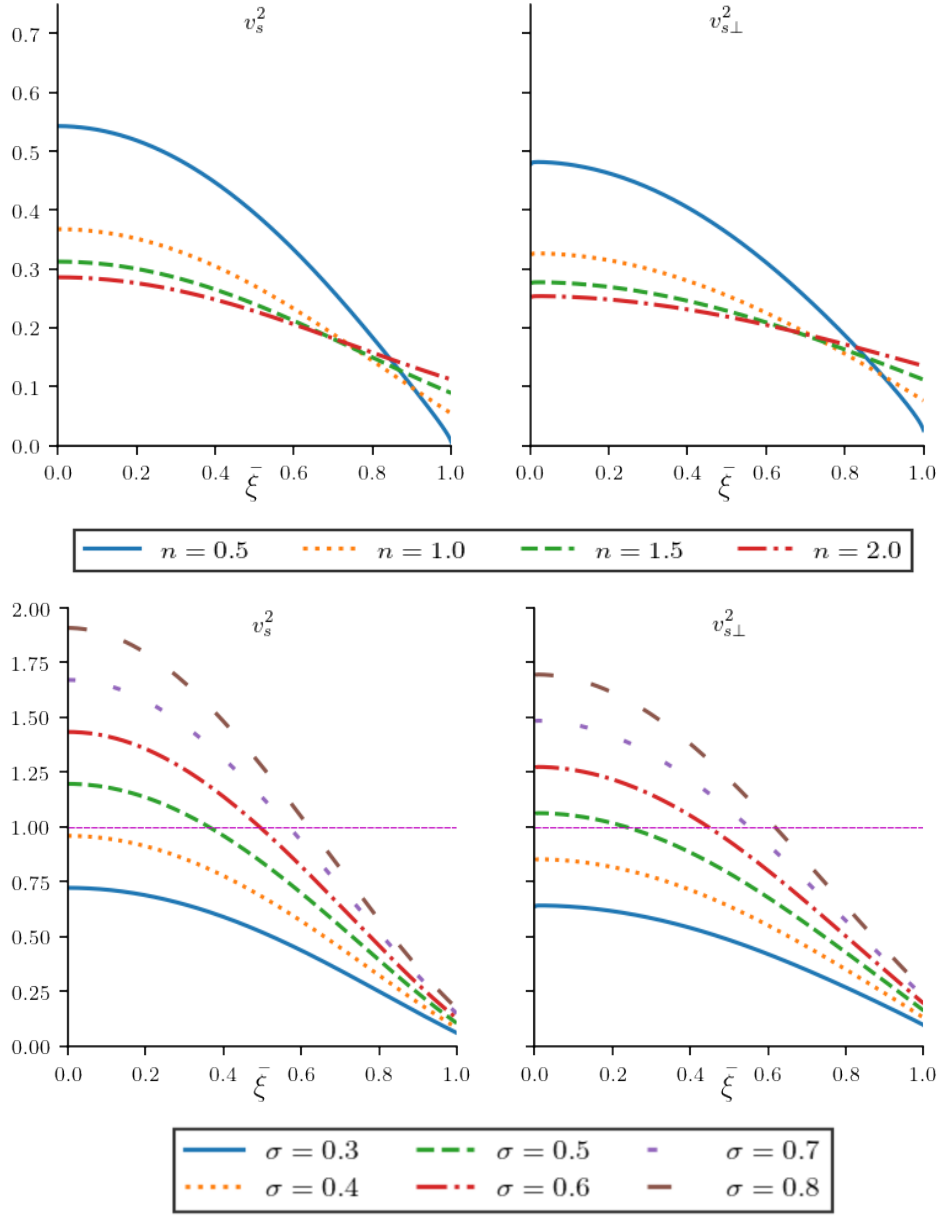 $v_s^2$ $v_{s\perp}^2$
0.7
0.6
0.5
0.4
0.3
0.2
0.1
0.0
0.0 0.2 0.4 0.6 0.8 1.0 0.0 0.2 0.4 0.6 0.8 1.0
$\bar{\xi}$ $\bar{\xi}$
n = 0.5 n = 1.0 n = 1.5 n = 2.0
2.00
$v_s^2$ $v_{s\perp}^2$
1.75
1.50
1.25
1.00
0.75
0.50
0.25
0.00
0.0 0.2 0.4 0.6 0.8 1.0 0.0 0.2 0.4 0.6 0.8 1.0
$\bar{\xi}$ $\bar{\xi}$
σ = 0.3 σ = 0.5 σ = 0.7
σ = 0.4 σ = 0.6 σ = 0.8